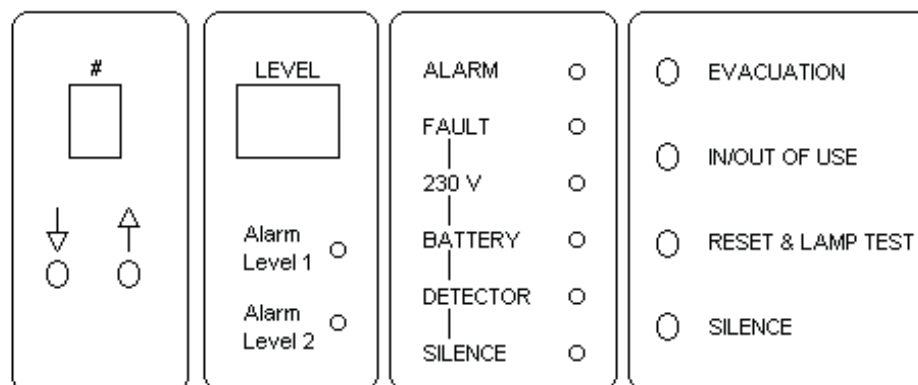 #
LEVEL
Alarm
Level 1
Alarm
Level 2
ALARM
FAULT
230 V
BATTERY
DETECTOR
SILENCE
EVACUATION
IN/OUT OF USE
RESET & LAMP TEST
SILENCE